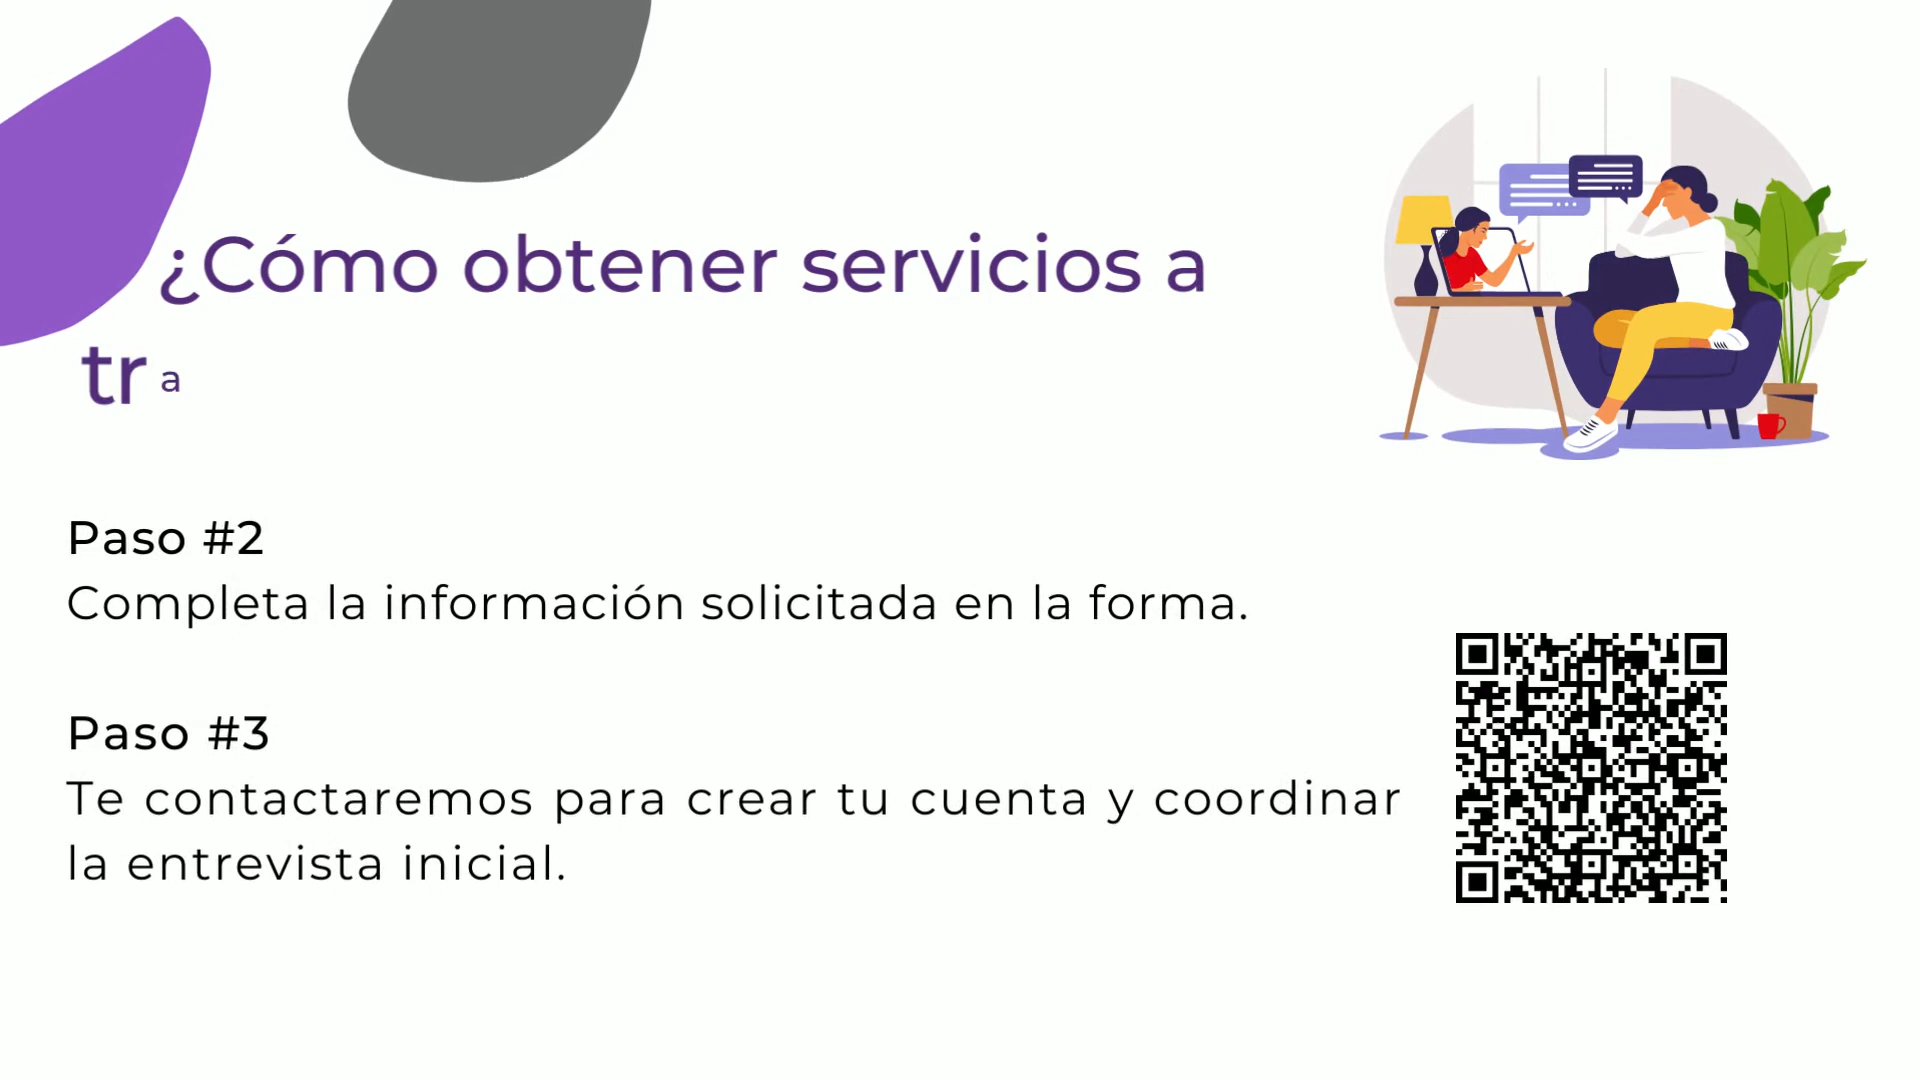 ¿Cómo obtener servicios a
tra
Paso #2
Completa la información solicitada en la forma.
Paso #3
Te contactaremos para crear tu cuenta y coordinar
la entrevista inicial.